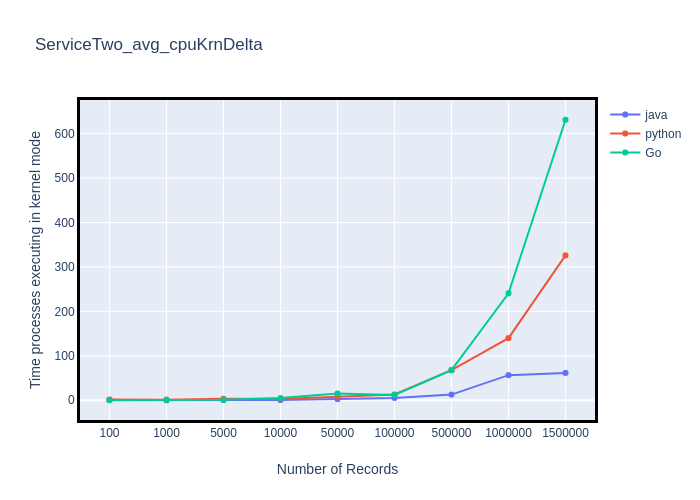 ServiceTwo_avg_cpuKrnDelta
java
python
Go
Time processes executing in kernel mode
600
500
400
300
200
100
0
100 1000 5000 10000 50000 100000 500000 1000000 1500000
Number of Records